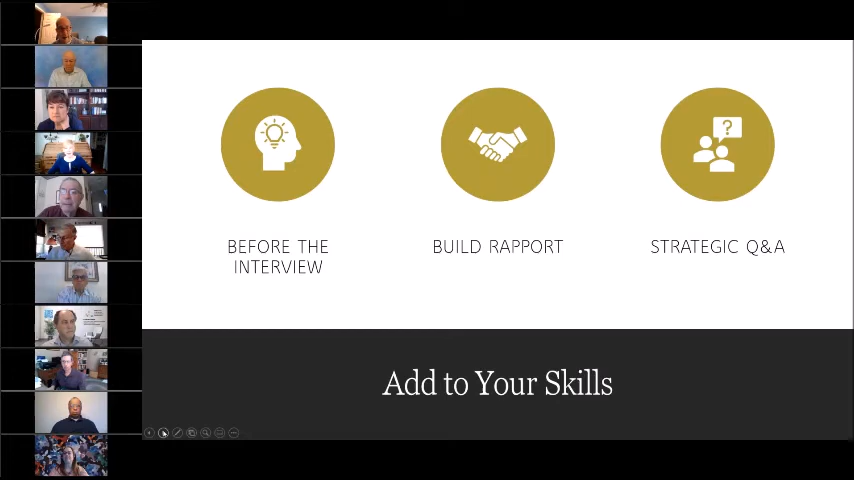 BEFORE THE
INTERVIEW
BUILD RAPPORT
STRATEGIC Q&A
Add to Your Skills